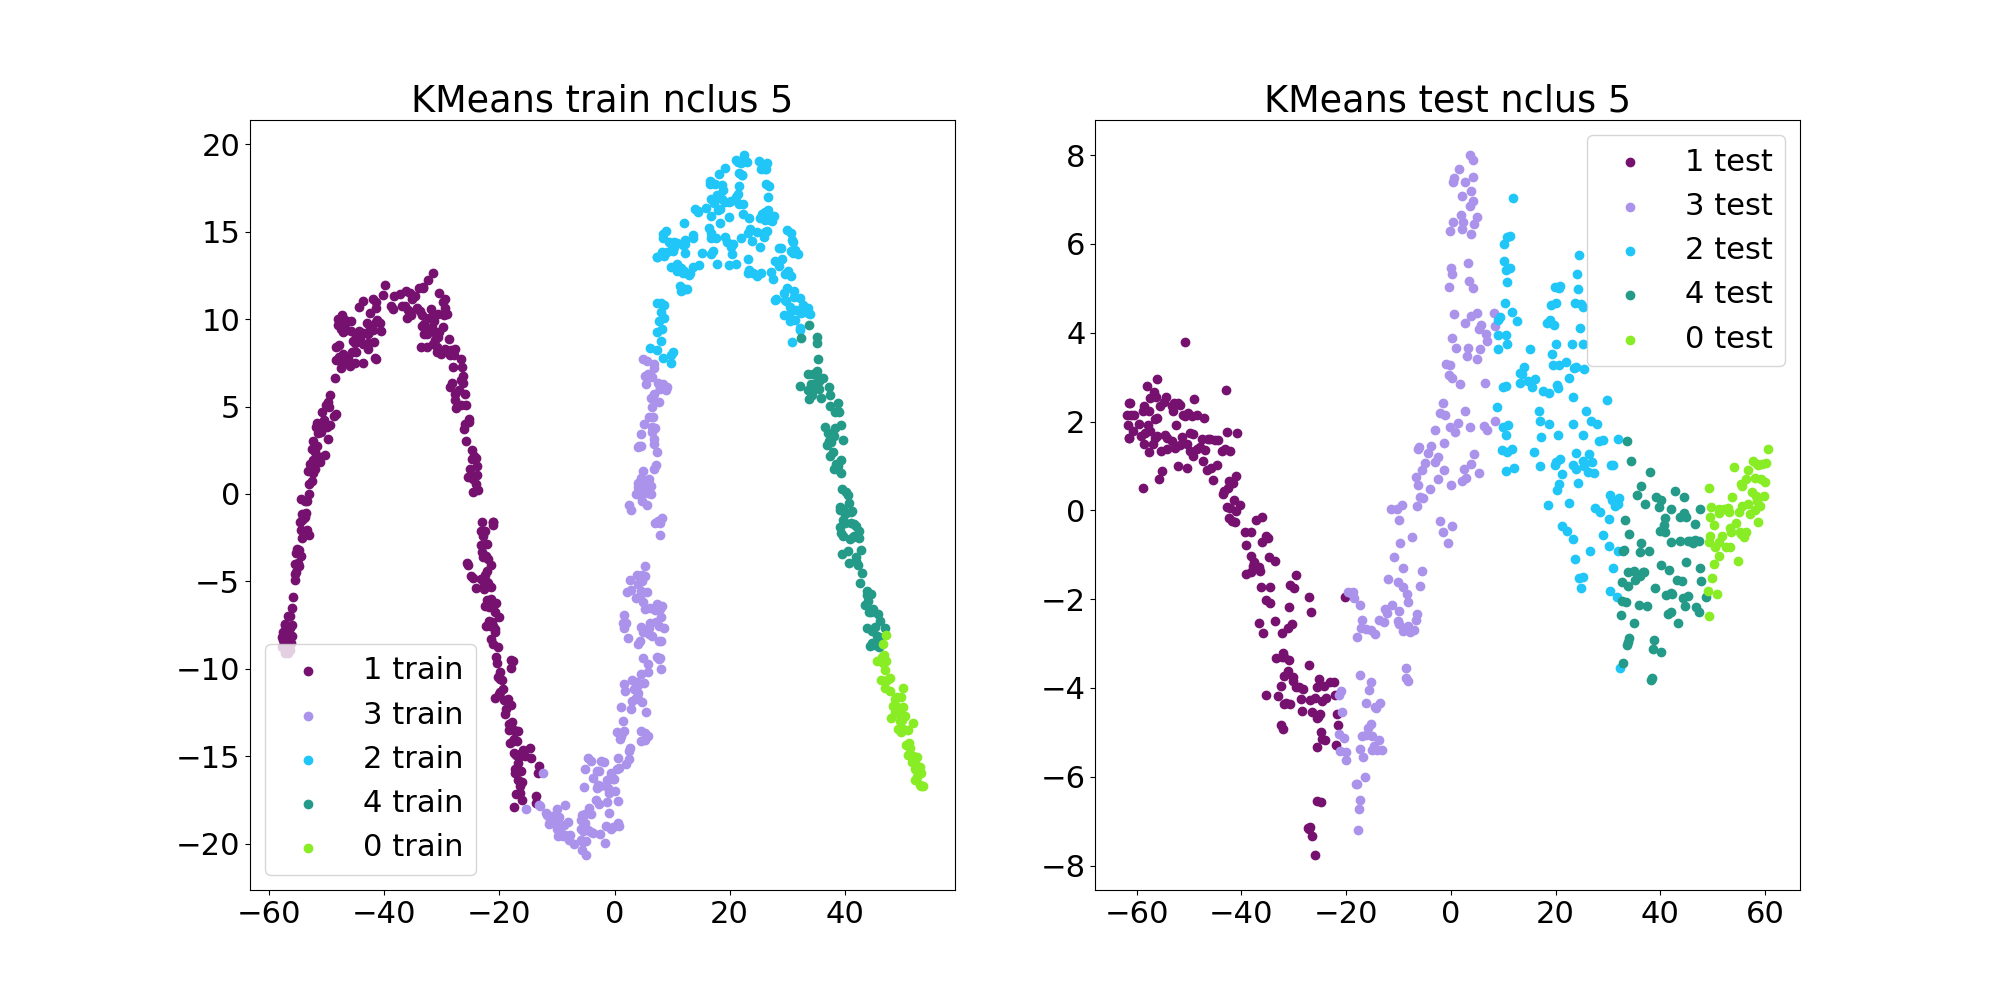 KMeans train nclus 5
20
15
10
5
0
−5
−10
−15
−20
−60 −40 −20 0 20 40
1 train
3 train
2 train
4 train
0 train
KMeans test nclus 5
8
6
4
2
0
−2
−4
−6
−8
−60 −40 −20 0 20 40 60
1 test
3 test
2 test
4 test
0 test